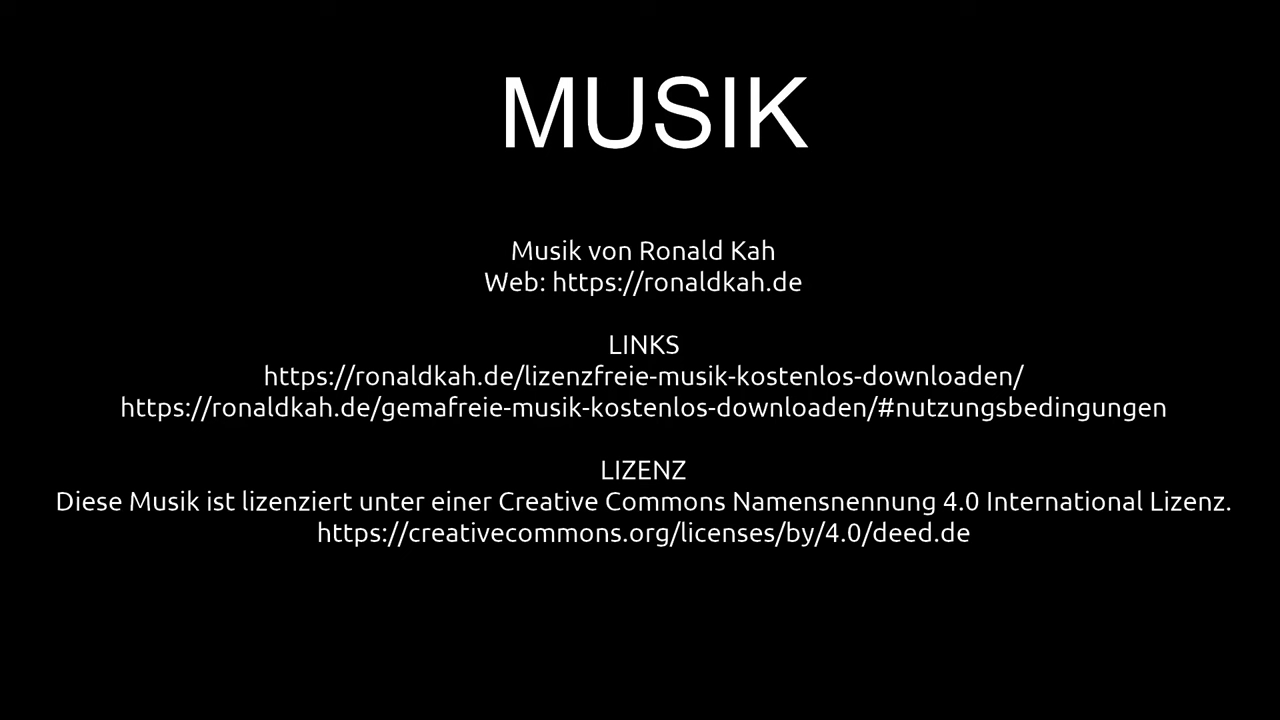 MUSIK
Musik von Ronald Kah
Web: https://ronaldkah.de
LINKS
https://ronaldkah.de/lizenzfreie-musik-kostenlos-downloaden/
https://ronaldkah.de/gemafreie-musik-kostenlos-downloaden/#nutzungsbedingungen
LIZENZ
Diese Musik ist lizenziert unter einer Creative Commons Namensnennung 4.0 International Lizenz.
https://creativecommons.org/licenses/by/4.0/deed.de